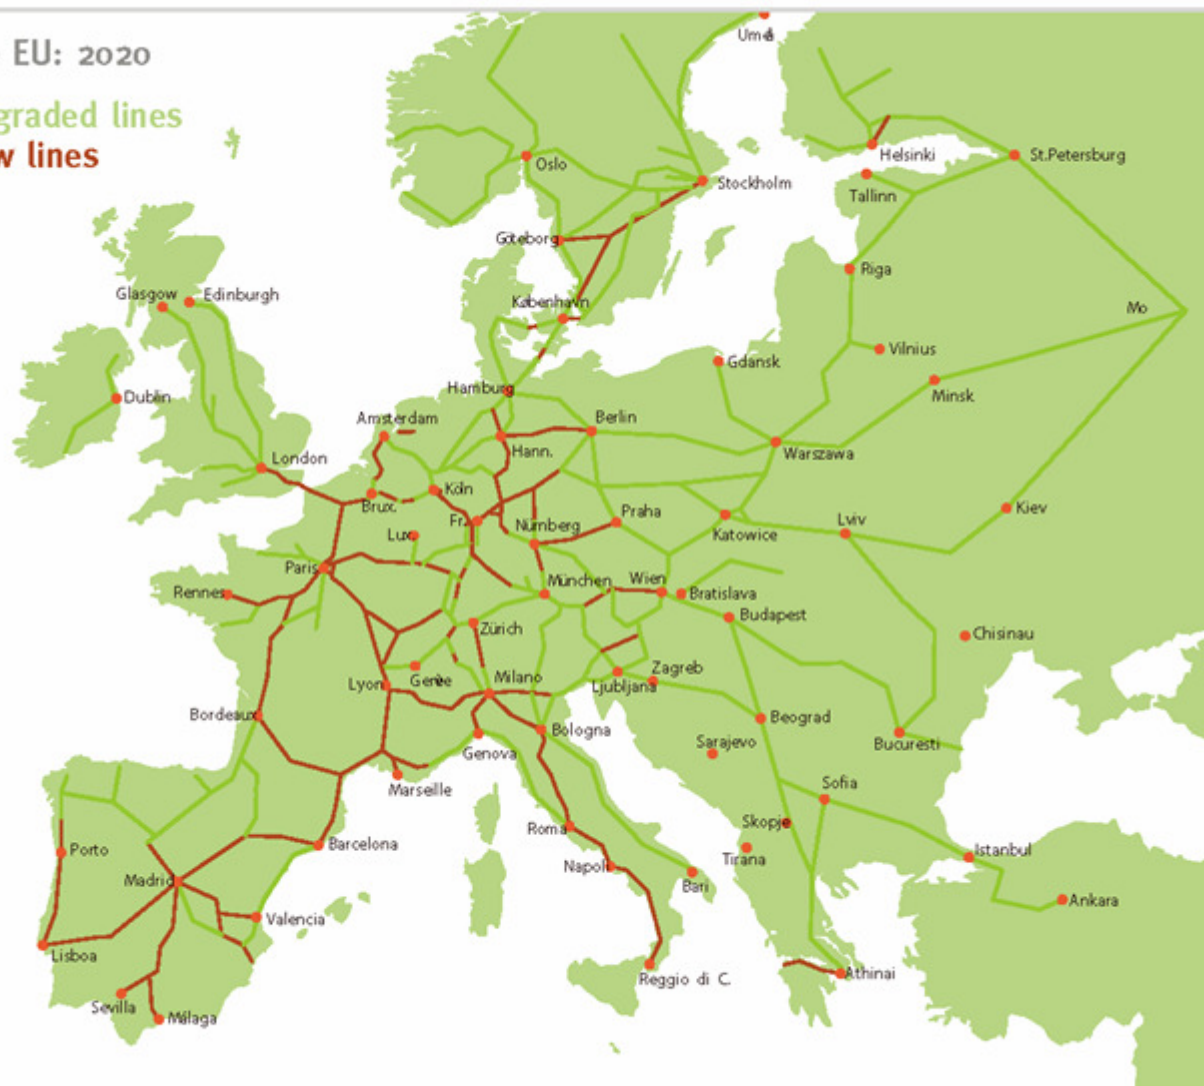 EU: 2020
graded lines
w lines
Umeå
Oslo
Helsinki
St.Petersburg
Stockholm
Tallinn
Göteborg
Riga
Glasgow
Edinburgh
København
Mo
Vilnius
Gdansk
Hamburg
Minsk
Dublin
Amsterdam
Berlin
Hann.
Warszawa
London
Köln
Brux.
Kiev
Fr.
Praha
Nürnberg
Lviv
Katowice
Lux.
Paris
München
Wien
Rennes
Bratislava
Budapest
Zürich
Chisinau
Zagreb
Genève
Milano
Lyon
Ljubljana
Bordeaux
Beograd
Bologna
Sarajevo
Bucuresti
Genova
Sofia
Marseille
Skopje
Roma
Barcelona
Porto
Istanbul
Tirana
Napoli
Madrid
Bari
Ankara
Valencia
Lisboa
Athinai
Reggio di C.
Sevilla
Málaga